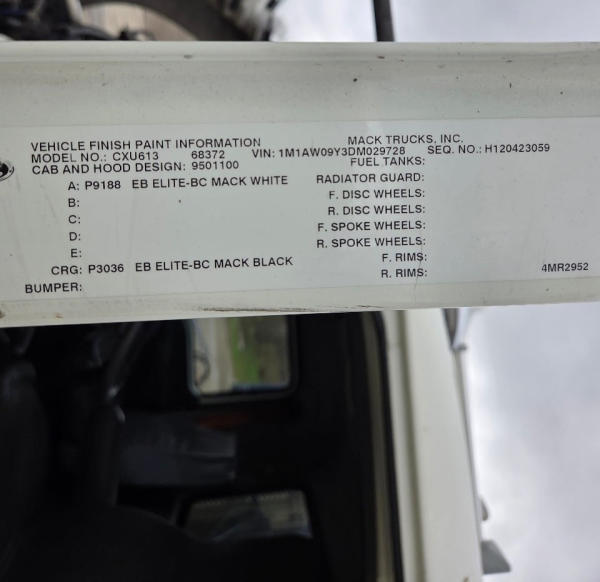 VEHICLE FINISH PAINT INFORMATION MACK TRUCKS, INC.
MODEL NO.: CXU613 68372 VIN: 1M1AW09Y3DM029728 SEQ. NO.: H120423059
CAB AND HOOD DESIGN: 9501100 FUEL TANKS:
A: P9188 EB ELITE-BC MACK WHITE RADIATOR GUARD:
B: F. DISC WHEELS:
C: R. DISC WHEELS:
D: F. SPOKE WHEELS:
E: R. SPOKE WHEELS:
CRG: P3036 EB ELITE-BC MACK BLACK F. RIMS:
BUMPER: R. RIMS: 4MR2952